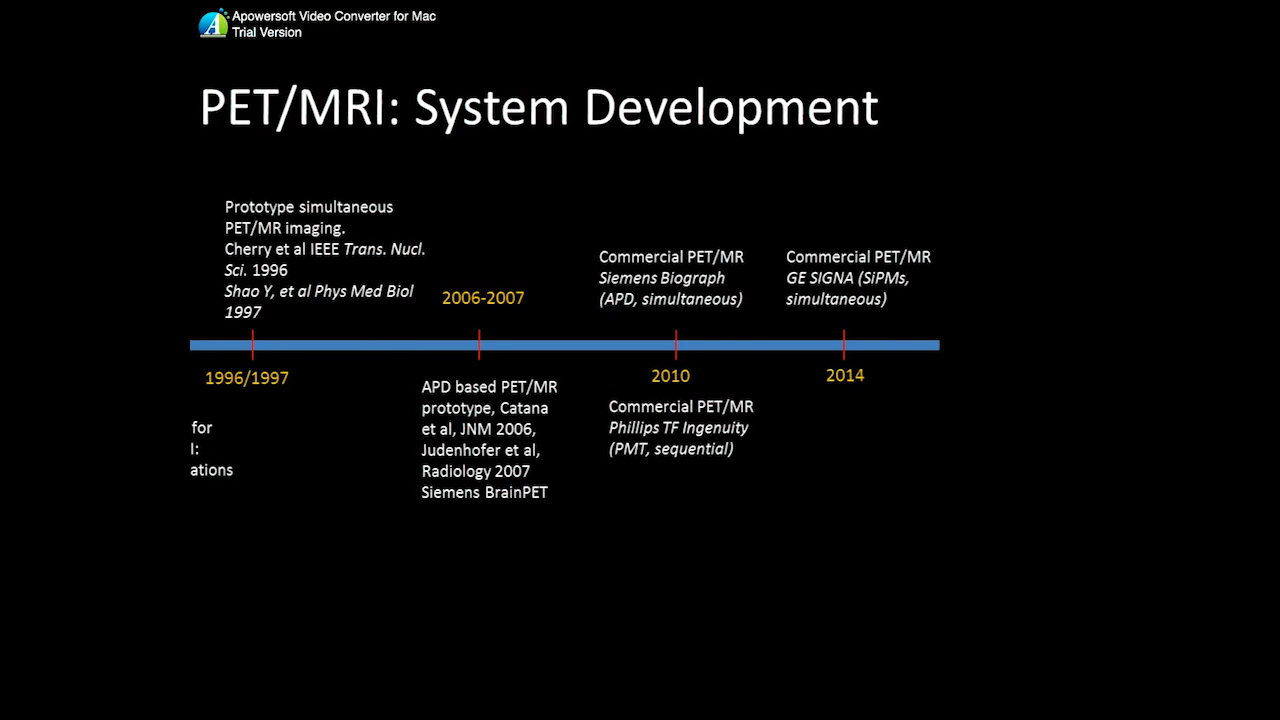 Apowersoft Video Converter for Mac
Trial Version
PET/MRI: System Development
Prototype simultaneous
PET/MR imaging.
Cherry et al IEEE Trans. Nucl.
Sci. 1996
Shao Y, et al Phys Med Biol
1997
1996/1997
for
I:
ations
2006-2007
APD based PET/MR
prototype, Catana
et al, JNM 2006,
Judenhofer et al,
Radiology 2007
Siemens BrainPET
Commercial PET/MR
Siemens Biograph
(APD, simultaneous)
2010
Commercial PET/MR
Phillips TF Ingenuity
(PMT, sequential)
Commercial PET/MR
GE SIGNA (SiPMs,
simultaneous)
2014